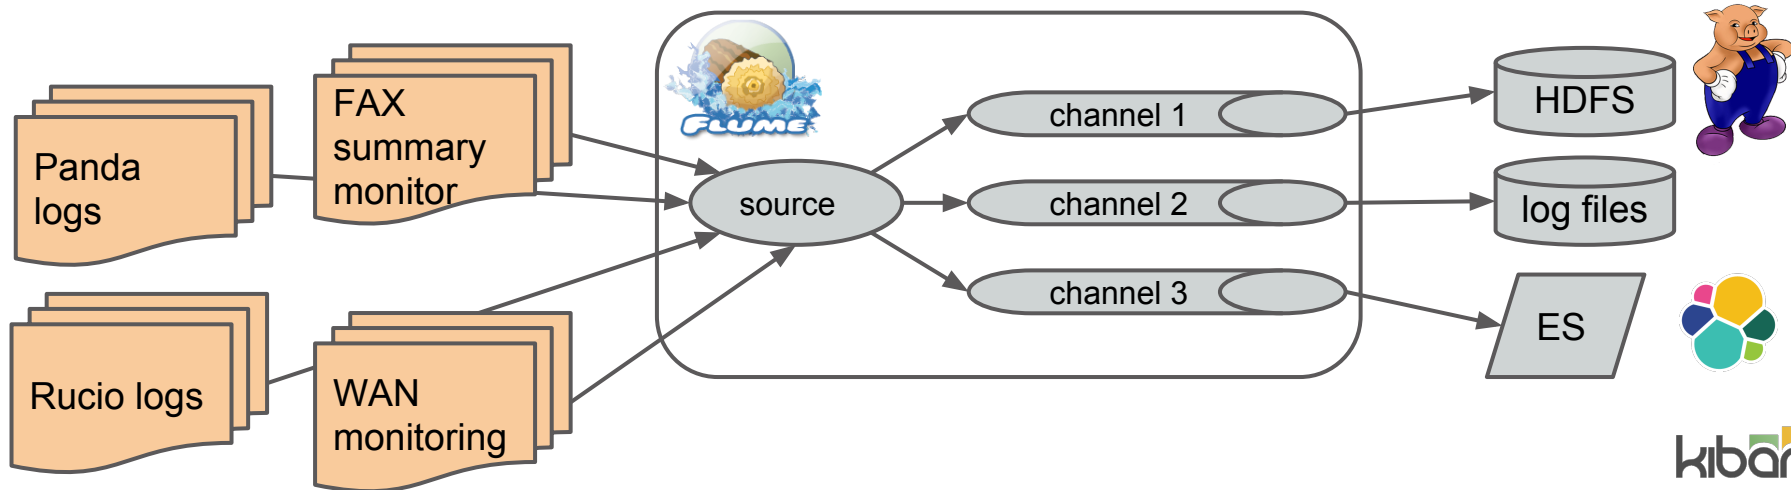 Panda
logs
FAX
summary
monitor
Rucio logs
WAN
monitoring
FLUME
source
channel 1
channel 2
channel 3
HDFS
log files
ES
kiban